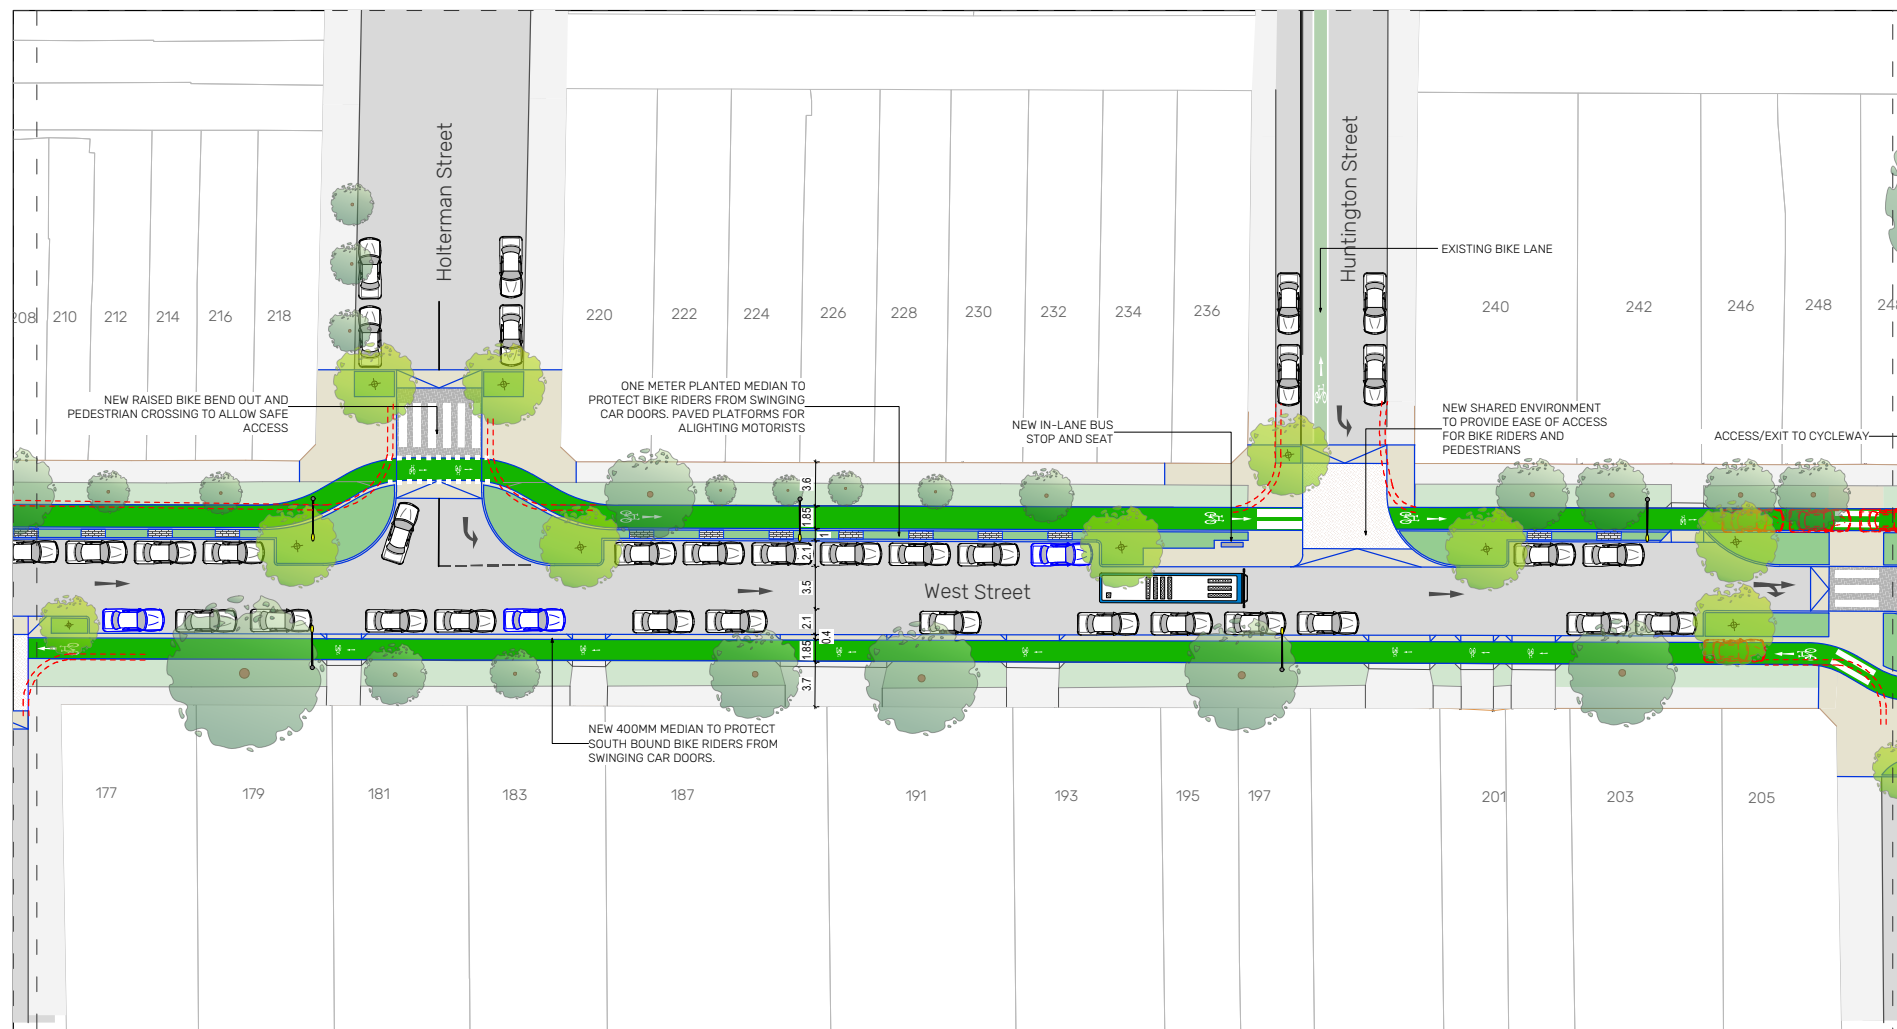 Holterman Street
Huntington Street
EXISTING BIKE LANE
208
210
212
214
216
218
220
222
224
226
228
230
232
234
236
240
242
246
248
NEW RAISED BIKE BEND OUT AND
PEDESTRIAN CROSSING TO ALLOW SAFE
ACCESS
ONE METER PLANTED MEDIAN TO
PROTECT BIKE RIDERS FROM SWINGING
CAR DOORS. PAVED PLATFORMS FOR
ALIGHTING MOTORISTS
NEW IN-LANE BUS
STOP AND SEAT
NEW SHARED ENVIRONMENT
TO PROVIDE EASE OF ACCESS
FOR BIKE RIDERS AND
PEDESTRIANS
ACCESS/EXIT TO CYCLEWAY
3.6
1.85
1
2.1
3.5
2.1
0.4
1.85
3.7
West Street
NEW 400MM MEDIAN TO PROTECT
SOUTH BOUND BIKE RIDERS FROM
SWINGING CAR DOORS.
177
179
181
183
187
191
193
195
197
201
203
205